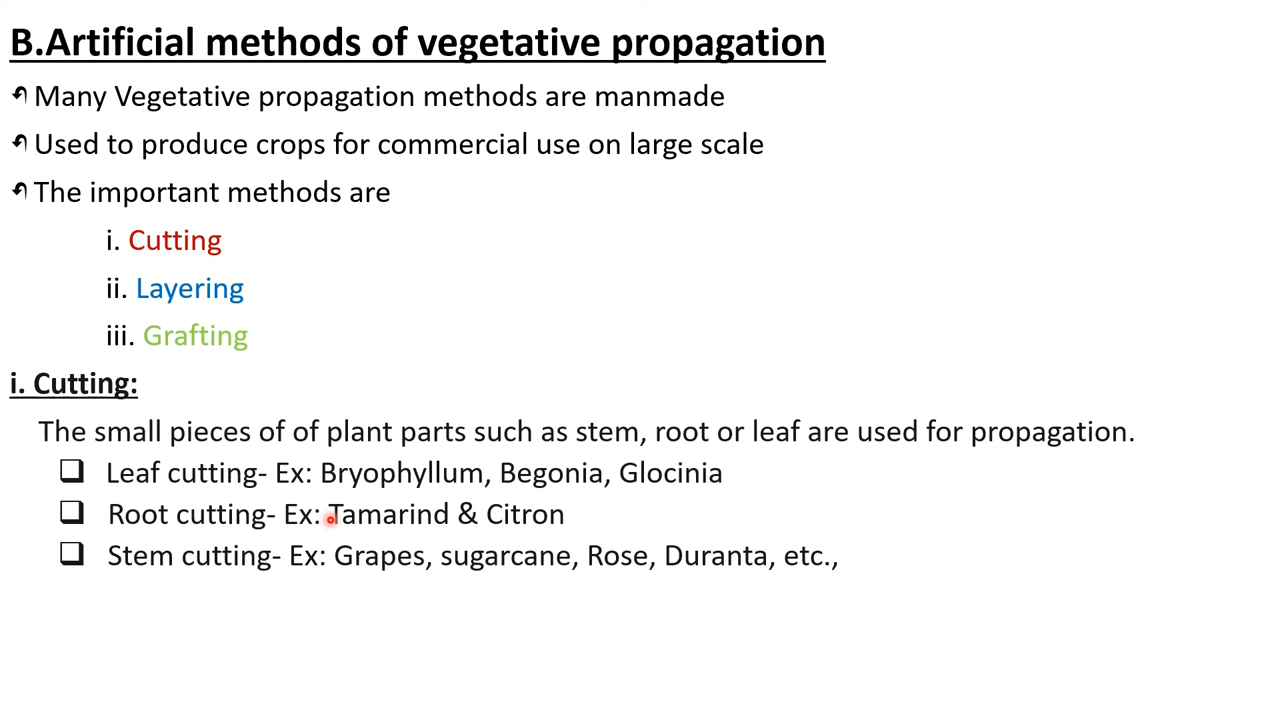 B.Artificial methods of vegetative propagation
Many Vegetative propagation methods are manmade
Used to produce crops for commercial use on large scale
The important methods are
i. Cutting
ii. Layering
iii. Grafting
i. Cutting:
The small pieces of of plant parts such as stem, root or leaf are used for propagation.
Leaf cutting- Ex: Bryophyllum, Begonia, Glocinia
Root cutting- Ex: Tamarind & Citron
Stem cutting- Ex: Grapes, sugarcane, Rose, Duranta, etc.,